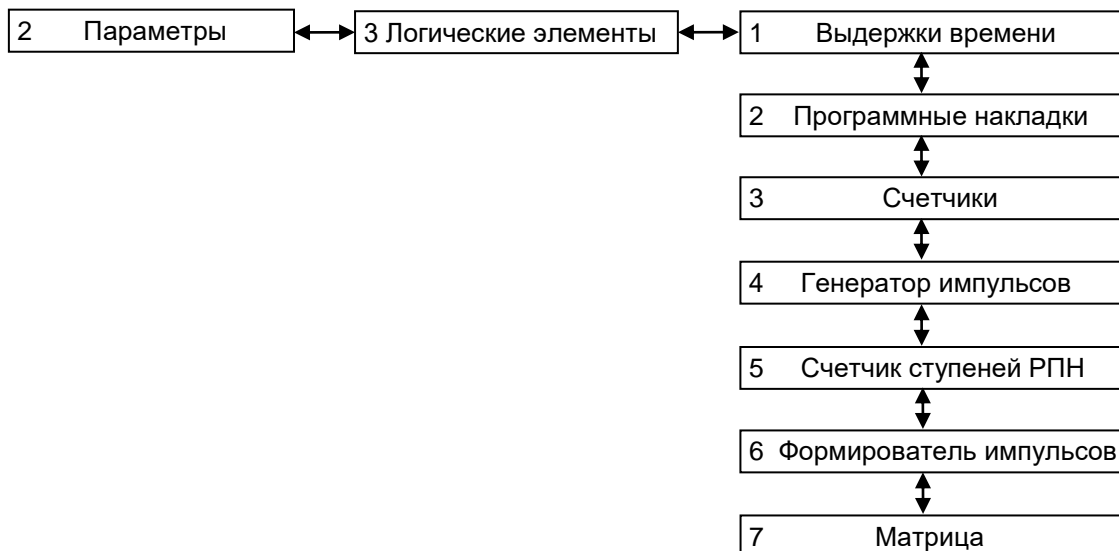 2 Параметры
3 Логические элементы
1 Выдержки времени
2 Программные накладки
3 Счетчики
4 Генератор импульсов
5 Счетчик ступеней РПН
6 Формирователь импульсов
7 Матрица